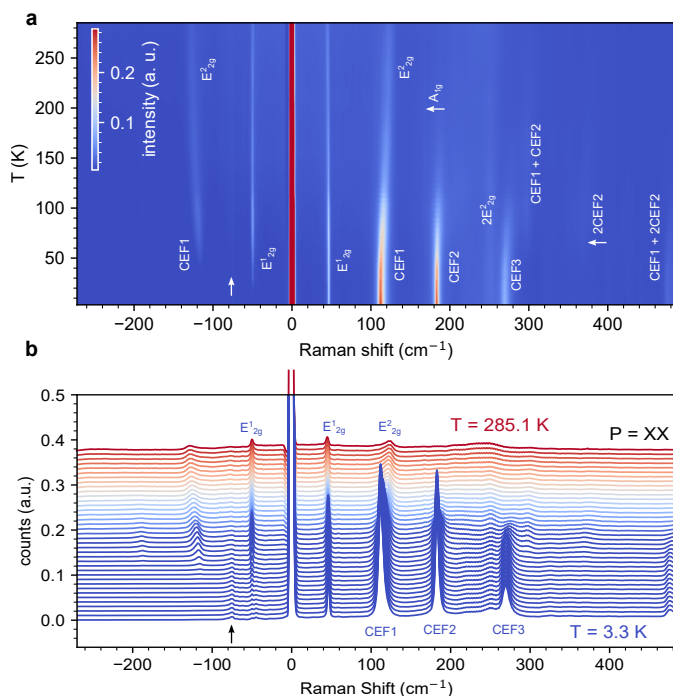 a
0.2
0.1
intensity (a. u.)
E²₂g
E²₂g
A₁g
CEF1
E¹₂g
E¹₂g
CEF1
CEF2
2E²₂g
CEF3
CEF1 + CEF2
2CEF2
CEF1 + 2CEF2
250
200
150
100
50
T (K)
−200
−100
0
100
200
300
400
Raman shift (cm⁻¹)
b
0.5
0.4
0.3
0.2
0.1
0.0
counts (a.u.)
E¹₂g
E¹₂g
E²₂g
T = 285.1 K
P = XX
CEF1
CEF2
CEF3
T = 3.3 K
−200
−100
0
100
200
300
400
Raman Shift (cm⁻¹)